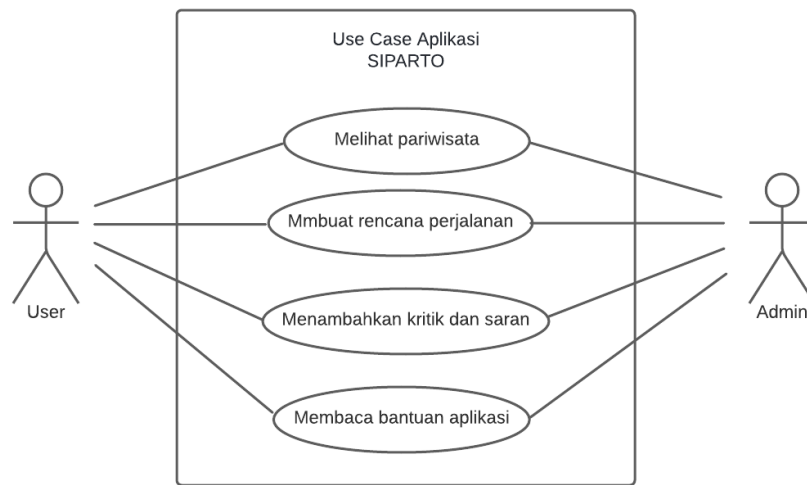 Use Case Aplikasi
SIPARTO
Melihat pariwisata
Mmbuat rencana perjalanan
Menambahkan kritik dan saran
Membaca bantuan aplikasi
User
Admin